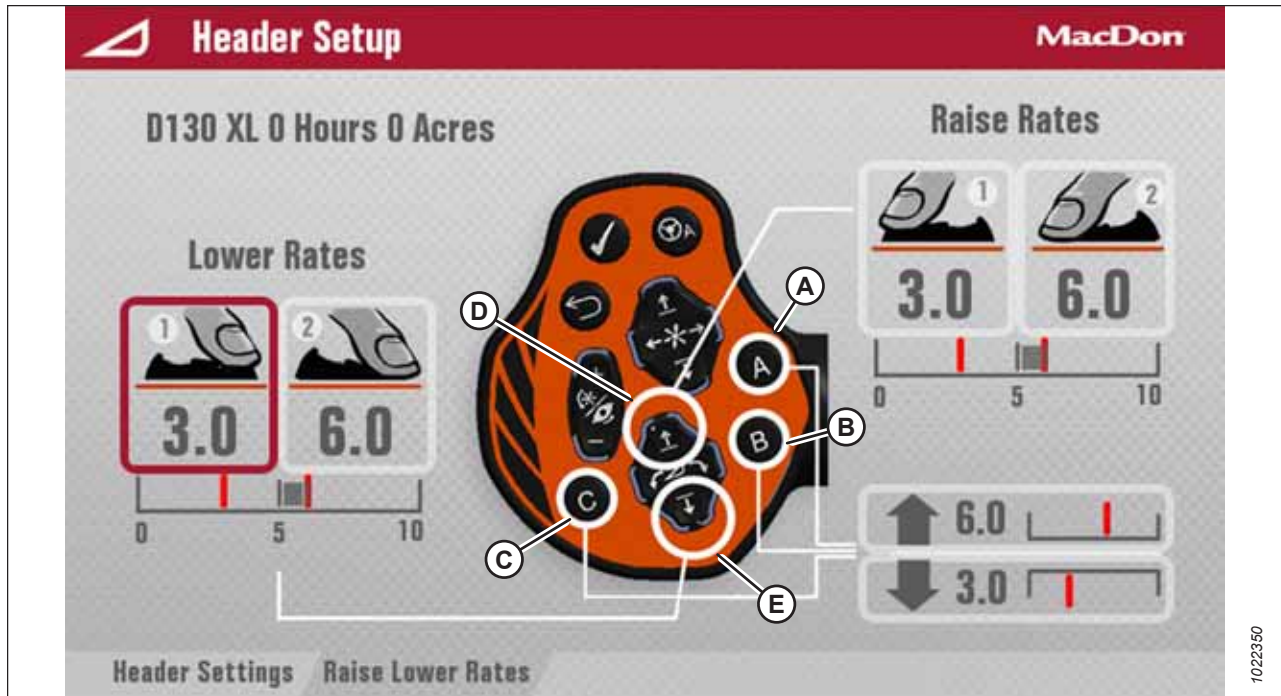 Header Setup
MacDon
D130 XL 0 Hours 0 Acres
Raise Rates
1
2
3.0
6.0
0
5
10
Lower Rates
1
2
3.0
6.0
0
5
10
A
A
B
B
C
C
D
A
E
6.0
3.0
Header Settings
Raise Lower Rates
1022350